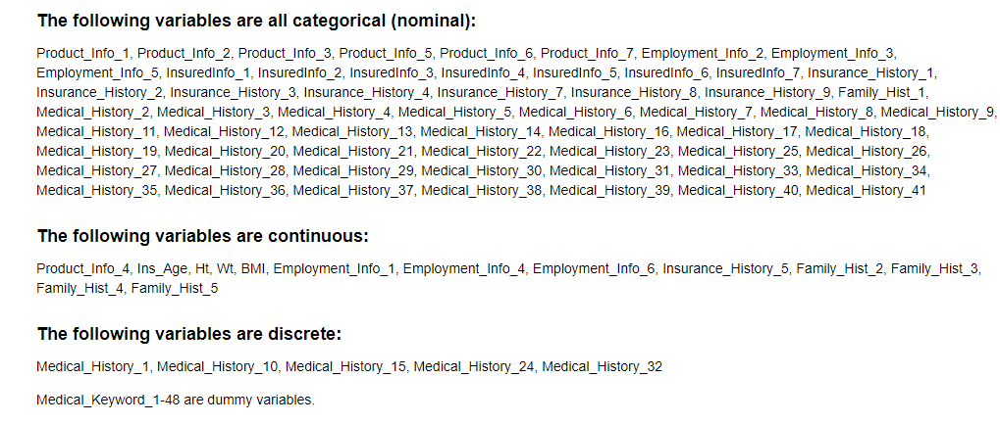 The following variables are all categorical (nominal):
Product_Info_1, Product_Info_2, Product_Info_3, Product_Info_5, Product_Info_6, Product_Info_7, Employment_Info_2, Employment_Info_3,
Employment_Info_5, InsuredInfo_1, InsuredInfo_2, InsuredInfo_3, InsuredInfo_4, InsuredInfo_5, InsuredInfo_6, InsuredInfo_7, Insurance_History_1,
Insurance_History_2, Insurance_History_3, Insurance_History_4, Insurance_History_7, Insurance_History_8, Insurance_History_9, Family_Hist_1,
Medical_History_2, Medical_History_3, Medical_History_4, Medical_History_5, Medical_History_6, Medical_History_7, Medical_History_8, Medical_History_9,
Medical_History_11, Medical_History_12, Medical_History_13, Medical_History_14, Medical_History_16, Medical_History_17, Medical_History_18,
Medical_History_19, Medical_History_20, Medical_History_21, Medical_History_22, Medical_History_23, Medical_History_25, Medical_History_26,
Medical_History_27, Medical_History_28, Medical_History_29, Medical_History_30, Medical_History_31, Medical_History_33, Medical_History_34,
Medical_History_35, Medical_History_36, Medical_History_37, Medical_History_38, Medical_History_39, Medical_History_40, Medical_History_41
The following variables are continuous:
Product_Info_4, Ins_Age, Ht, Wt, BMI, Employment_Info_1, Employment_Info_4, Employment_Info_6, Insurance_History_5, Family_Hist_2, Family_Hist_3,
Family_Hist_4, Family_Hist_5
The following variables are discrete:
Medical_History_1, Medical_History_10, Medical_History_15, Medical_History_24, Medical_History_32
Medical_Keyword_1-48 are dummy variables.